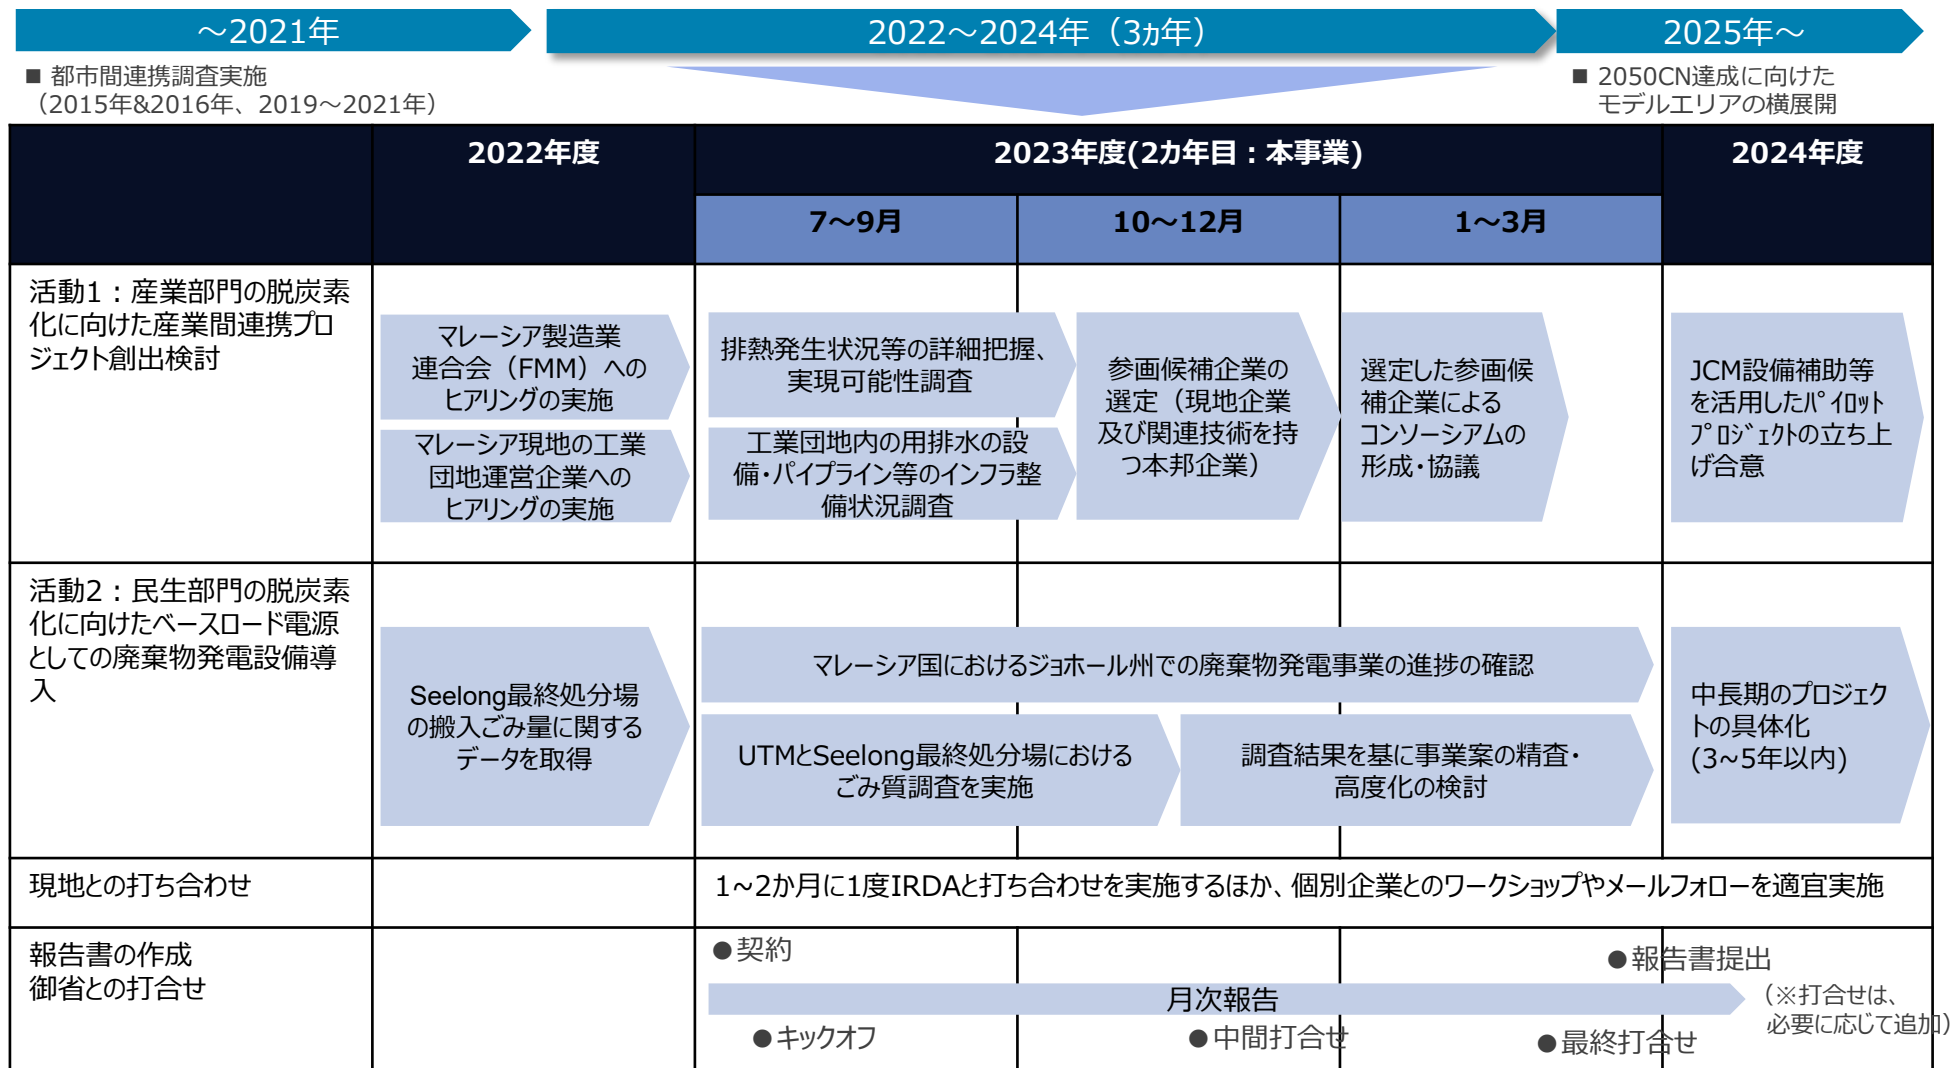 ～2021年
2022～2024年（3ヵ年）
2025年～
■ 都市間連携調査実施
（2015年&2016年、2019～2021年）
■ 2050CN達成に向けた
モデルエリアの横展開
2022年度
2023年度(2カ年目：本事業)
2024年度
7～9月
10～12月
1～3月
活動1：産業部門の脱炭素
化に向けた産業間連携プロ
ジェクト創出検討
マレーシア製造業
連合会（FMM）への
ヒアリングの実施
マレーシア現地の工業
団地運営企業への
ヒアリングの実施
排熱発生状況等の詳細把握、
実現可能性調査
工業団地内の用排水の設
備・パイプライン等のインフラ整
備状況調査
参画候補企業の
選定（現地企業
及び関連技術を持
つ本邦企業）
選定した参画候
補企業による
コンソーシアムの
形成・協議
JCM設備補助等
を活用したﾊﾟｲﾛｯﾄ
ﾌﾟﾛｼﾞｪｸﾄの立ち上
げ合意
活動2：民生部門の脱炭素
化に向けたベースロード電源
としての廃棄物発電設備導
入
Seelong最終処分場
の搬入ごみ量に関する
データを取得
マレーシア国におけるジョホール州での廃棄物発電事業の進捗の確認
UTMとSeelong最終処分場における
ごみ質調査を実施
調査結果を基に事業案の精査・
高度化の検討
中長期のプロジェク
トの具体化
(3~5年以内)
現地との打ち合わせ
1~2か月に1度IRDAと打ち合わせを実施するほか、個別企業とのワークショップやメールフォローを適宜実施
報告書の作成
御省との打合せ
●契約
●報告書提出
月次報告
（※打合せは、
必要に応じて追加）
●キックオフ
●中間打合せ
●最終打合せ